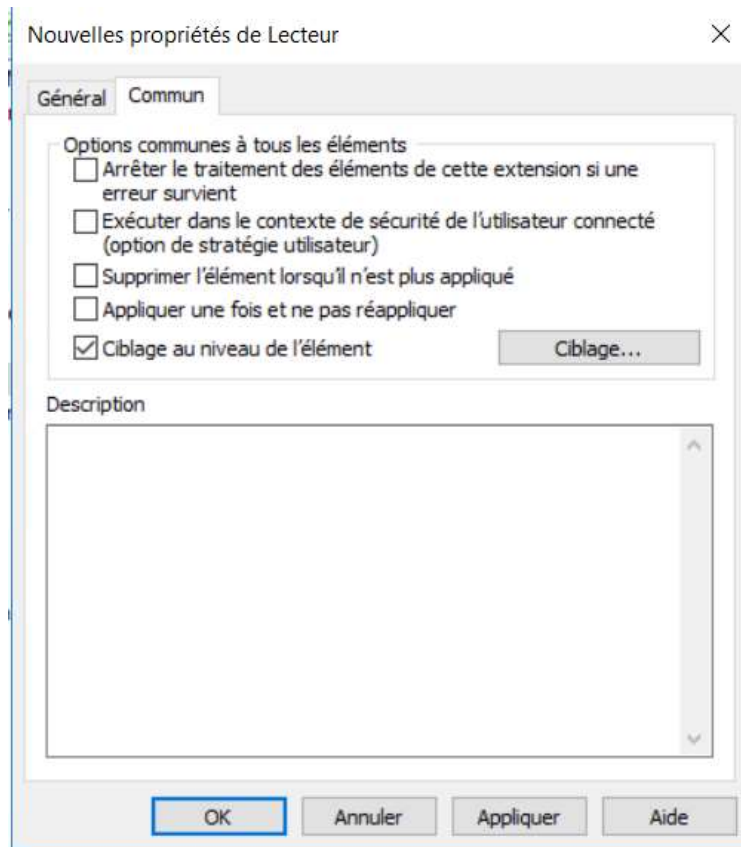 Nouvelles propriétés de Lecteur
Général Commun
Options communes à tous les éléments
Arrêter le traitement des éléments de cette extension si une
erreur survient
Exécuter dans le contexte de sécurité de l'utilisateur connecté
(option de stratégie utilisateur)
Supprimer l'élément lorsqu'il n'est plus appliqué
Appliquer une fois et ne pas réappliquer
Ciblage au niveau de l'élément Ciblage...
Description
OK Annuler Appliquer Aide